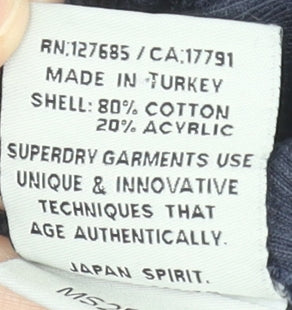 RN:127685 / CA:17791
MADE IN TURKEY
SHELL: 80% COTTON
20% ACYRLIC
SUPERDRY GARMENTS USE
UNIQUE & INNOVATIVE
TECHNIQUES THAT
AGE AUTHENTICALLY.
JAPAN SPIRIT.